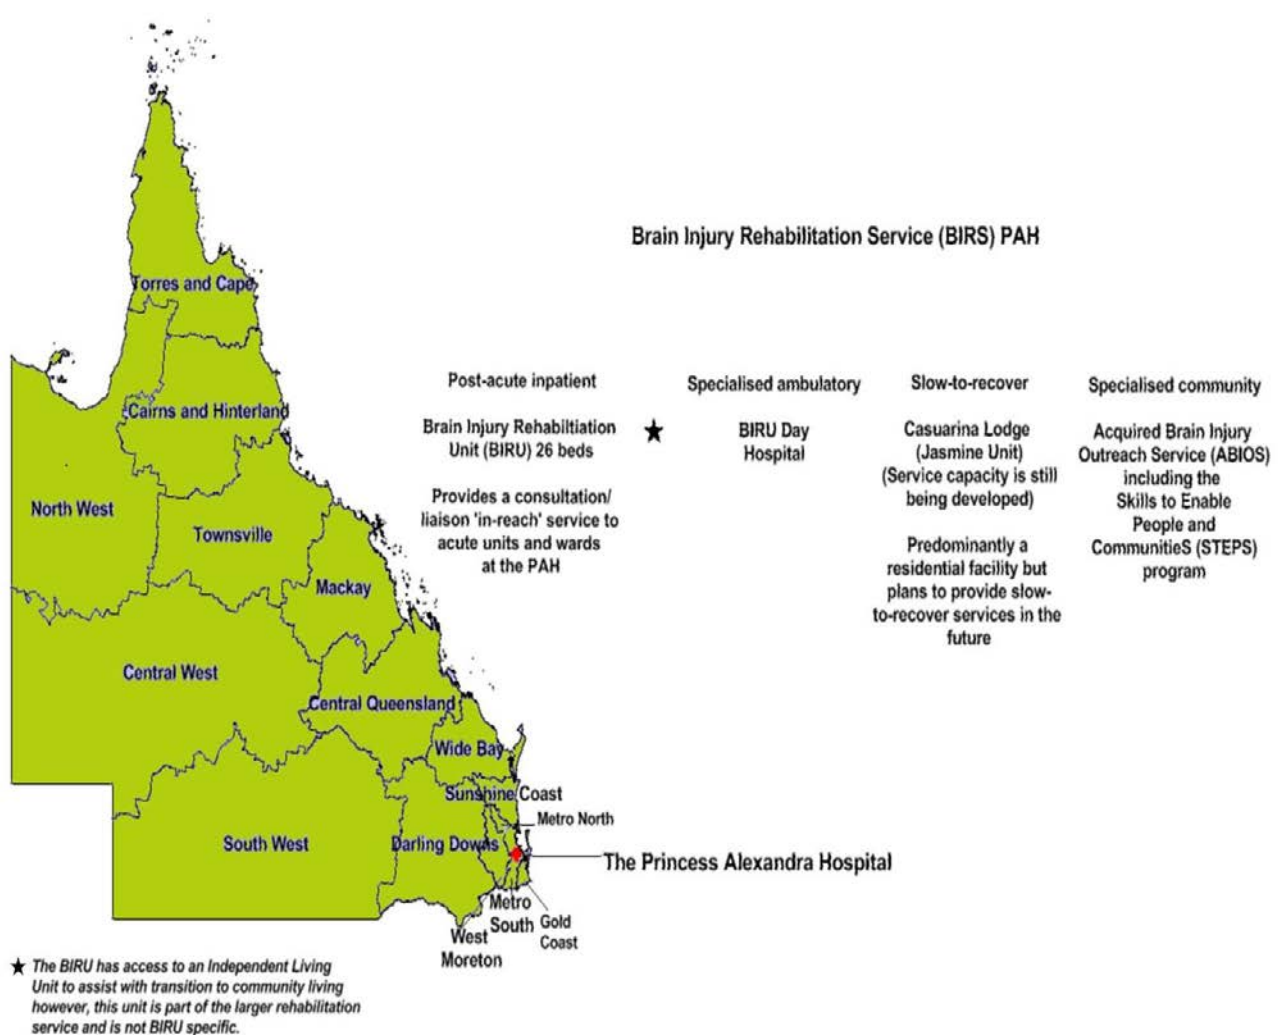 Brain Injury Rehabilitation Service (BIRS) PAH
Torres and Cape
Cairns and Hinterland
North West
Townsville
Mackay
Central West
Central Queensland
Wide Bay
Sunshine Coast
Metro North
South West
Darling Downs
The Princess Alexandra Hospital
Metro
South
Gold
Coast
West
Moreton
Post-acute inpatient
Brain Injury Rehabiltiation
Unit (BIRU) 26 beds
Provides a consultation/
liaison 'in-reach' service to
acute units and wards
at the PAH
★
Specialised ambulatory
BIRU Day
Hospital
Slow-to-recover
Casuarina Lodge
(Jasmine Unit)
(Service capacity is still
being developed)
Predominantly a
residential facility but
plans to provide slow-
to-recover services in the
future
Specialised community
Acquired Brain Injury
Outreach Service (ABIOS)
including the
Skills to Enable
People and
CommunitieS (STEPS)
program
★ The BIRU has access to an Independent Living
Unit to assist with transition to community living
however, this unit is part of the larger rehabilitation
service and is not BIRU specific.